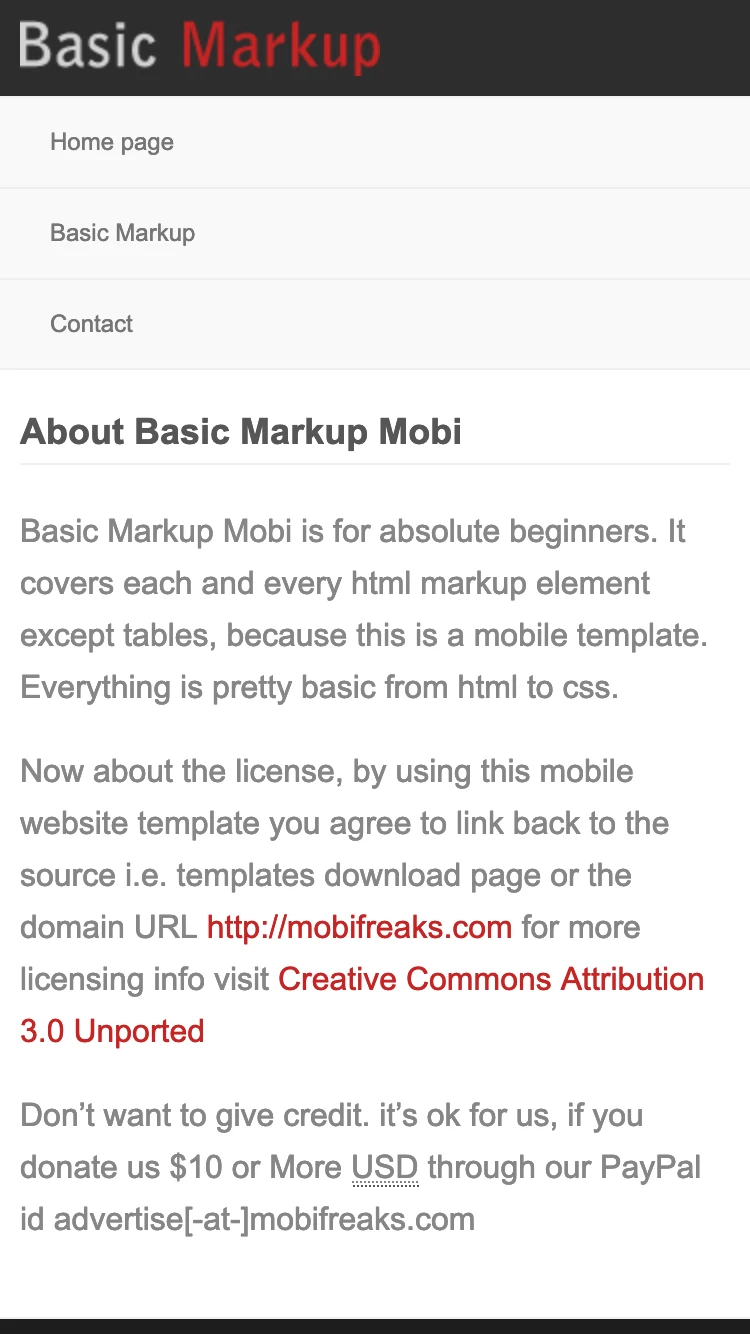 Basic Markup
Home page
Basic Markup
Contact
About Basic Markup Mobi
Basic Markup Mobi is for absolute beginners. It
covers each and every html markup element
except tables, because this is a mobile template.
Everything is pretty basic from html to css.
Now about the license, by using this mobile
website template you agree to link back to the
source i.e. templates download page or the
domain URL http://mobifreaks.com for more
licensing info visit Creative Commons Attribution
3.0 Unported
Don’t want to give credit. it’s ok for us, if you
donate us $10 or More USD through our PayPal
id advertise[-at-]mobifreaks.com